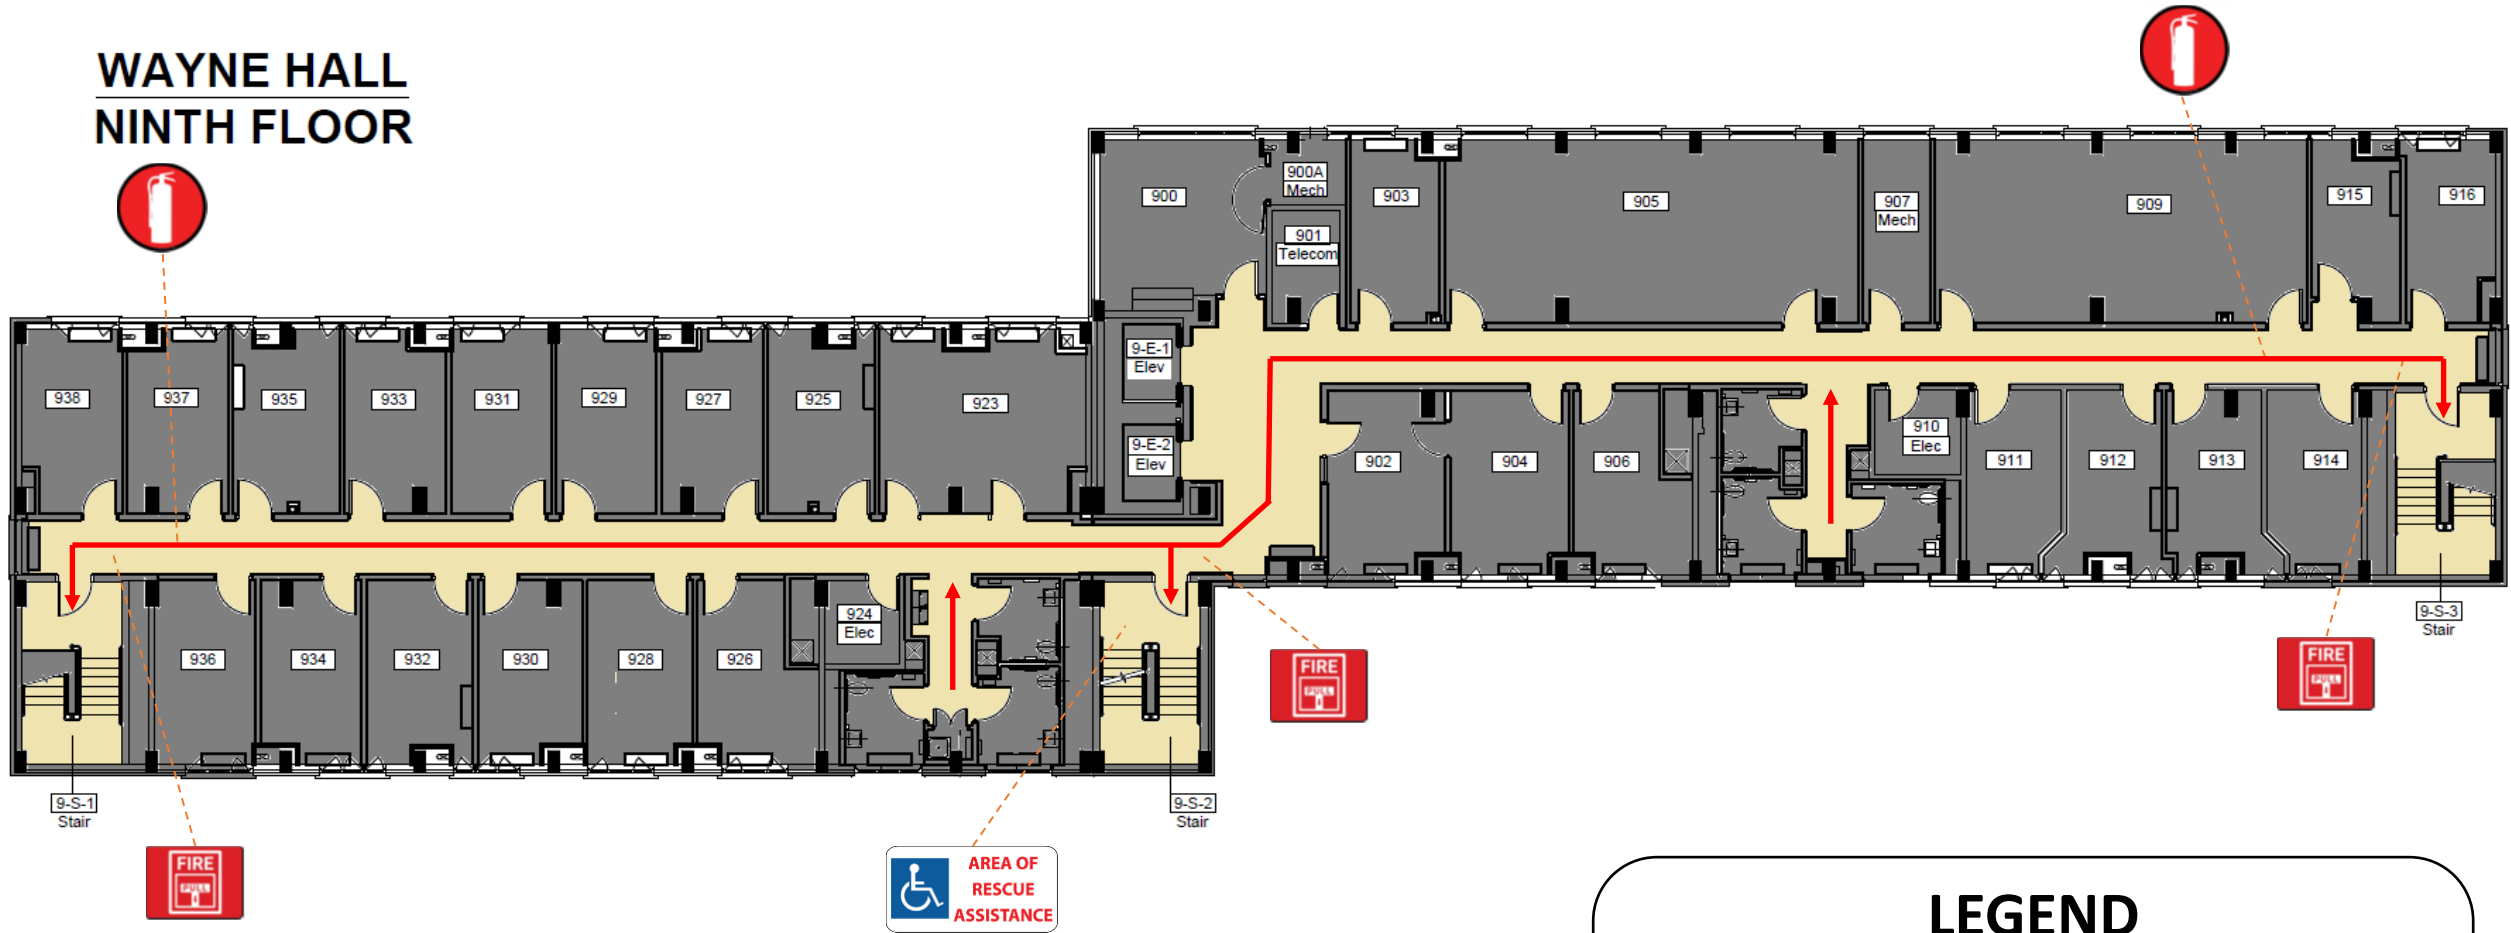 WAYNE HALL
NINTH FLOOR
900
900A
Mech
901
Telecom
903
905
907
Mech
909
915
916
9-E-1
Elev
9-E-2
Elev
938
937
935
933
931
929
927
925
923
902
904
906
910
Elec
911
912
913
914
936
934
932
930
928
926
924
Elec
9-S-1
Stair
9-S-2
Stair
9-S-3
Stair
FIRE
PULL
FIRE
PULL
FIRE
PULL
AREA OF
RESCUE
ASSISTANCE
LEGEND